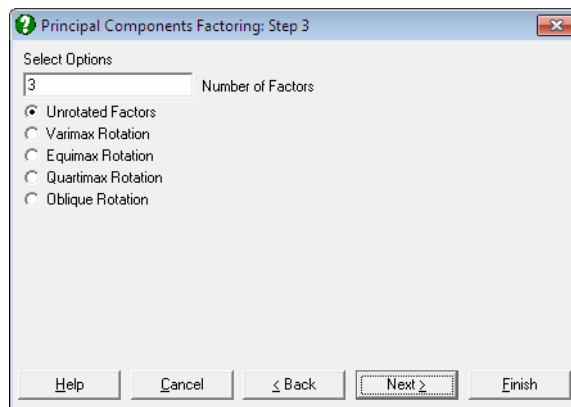 Principal Components Factoring: Step 3
Select Options
3 Number of Factors
Unrotated Factors
Varimax Rotation
Equimax Rotation
Quartimax Rotation
Oblique Rotation
Help Cancel < Back Next > Finish